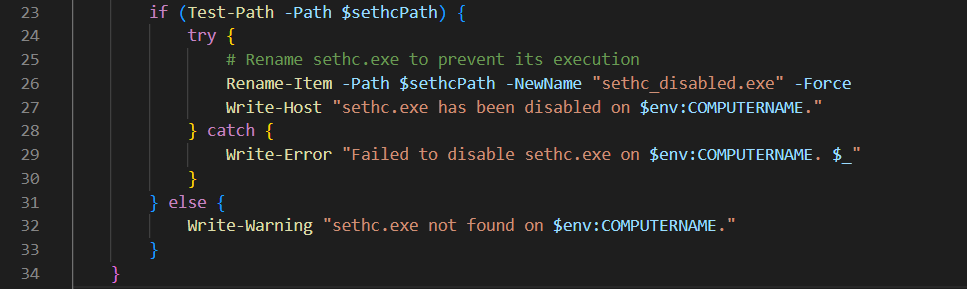 23 if (Test-Path -Path $sethcPath) {
24 try {
25 # Rename sethc.exe to prevent its execution
26 Rename-Item -Path $sethcPath -NewName "sethc_disabled.exe" -Force
27 Write-Host "sethc.exe has been disabled on $env:COMPUTERNAME."
28 } catch {
29 Write-Error "Failed to disable sethc.exe on $env:COMPUTERNAME. $_"
30 }
31 } else {
32 Write-Warning "sethc.exe not found on $env:COMPUTERNAME."
33 }
34 }